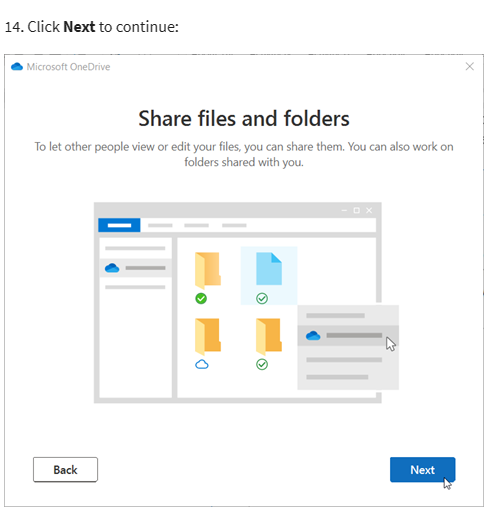 14. Click Next to continue:
Microsoft OneDrive
Share files and folders
To let other people view or edit your files, you can share them. You can also work on
folders shared with you.
Back
Next